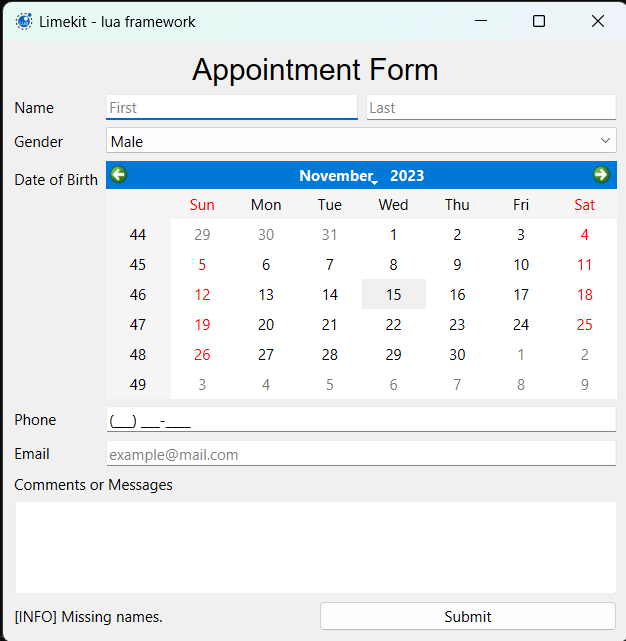 Limekit - lua framework
Appointment Form
Name First Last
Gender Male
Date of Birth November 2023
Sun Mon Tue Wed Thu Fri Sat
44 29 30 31 1 2 3 4
45 5 6 7 8 9 10 11
46 12 13 14 15 16 17 18
47 19 20 21 22 23 24 25
48 26 27 28 29 30 1 2
49 3 4 5 6 7 8 9
Phone (__) __-___
Email example@mail.com
Comments or Messages
[INFO] Missing names. Submit